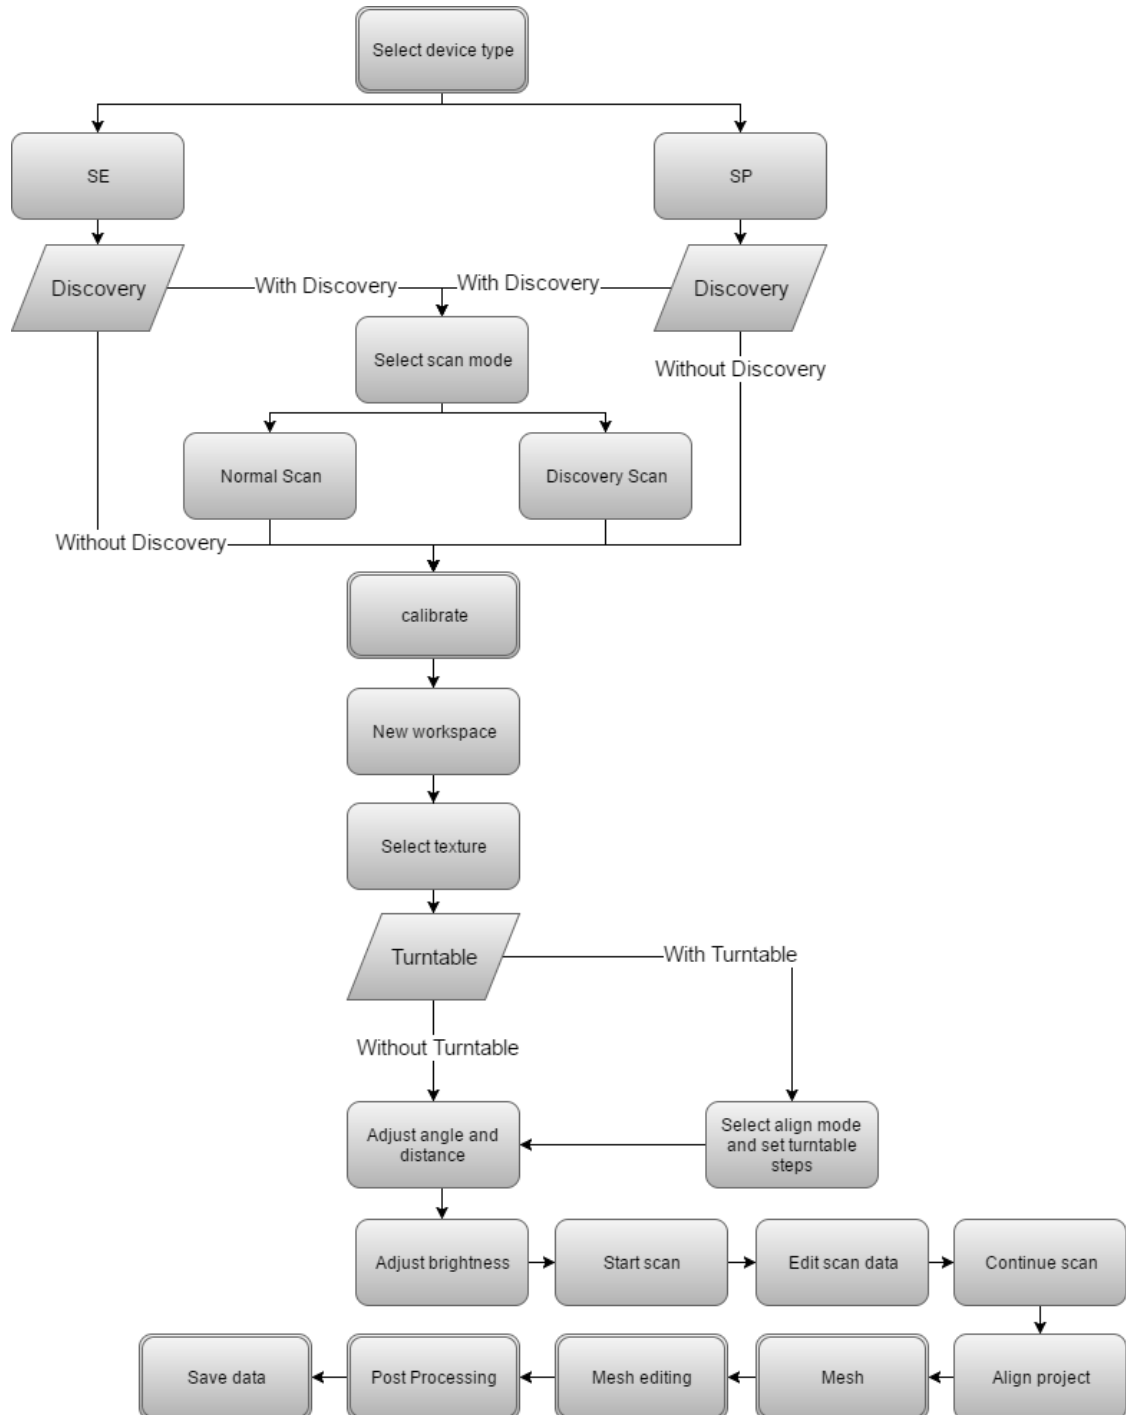 Select device type
SE
SP
Discovery
With Discovery
With Discovery
Discovery
Select scan mode
Without Discovery
Normal Scan
Discovery Scan
Without Discovery
calibrate
New workspace
Select texture
Turntable
With Turntable
Without Turntable
Adjust angle and
distance
Select align mode
and set turntable
steps
Adjust brightness
Start scan
Edit scan data
Continue scan
Save data
Post Processing
Mesh editing
Mesh
Align project